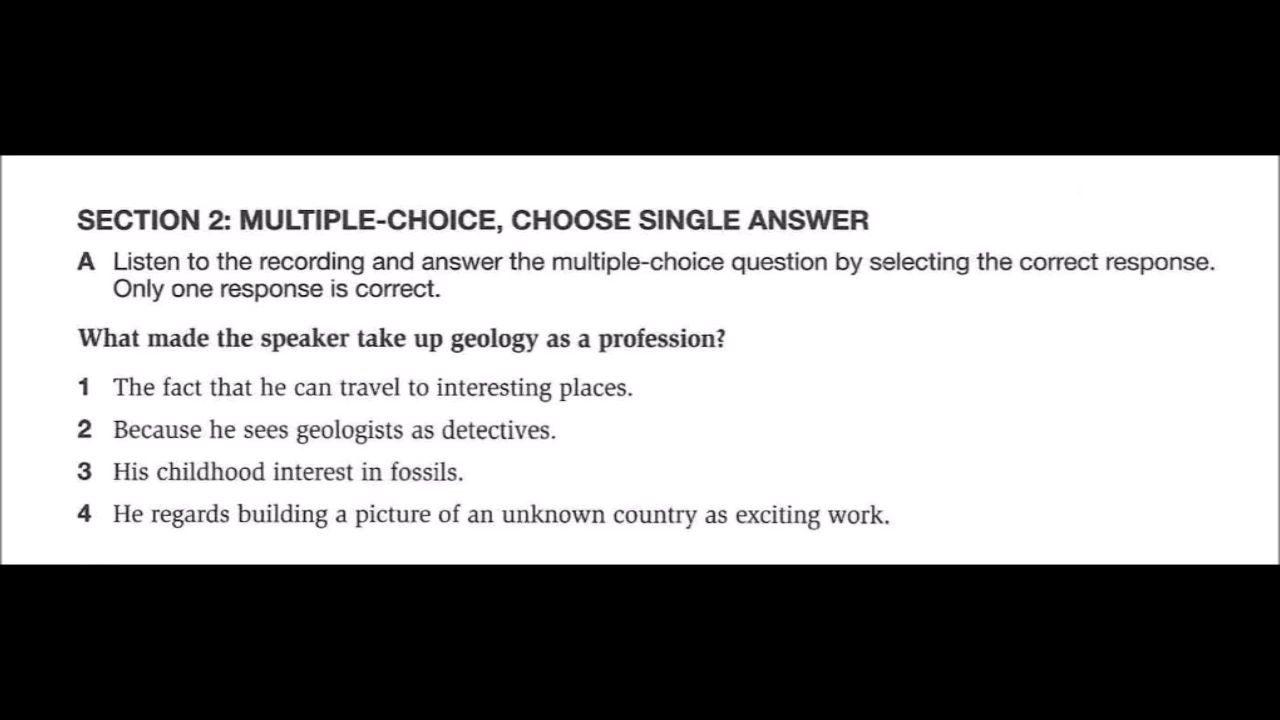 SECTION 2: MULTIPLE-CHOICE, CHOOSE SINGLE ANSWER
A Listen to the recording and answer the multiple-choice question by selecting the correct response.
Only one response is correct.
What made the speaker take up geology as a profession?
1 The fact that he can travel to interesting places.
2 Because he sees geologists as detectives.
3 His childhood interest in fossils.
4 He regards building a picture of an unknown country as exciting work.